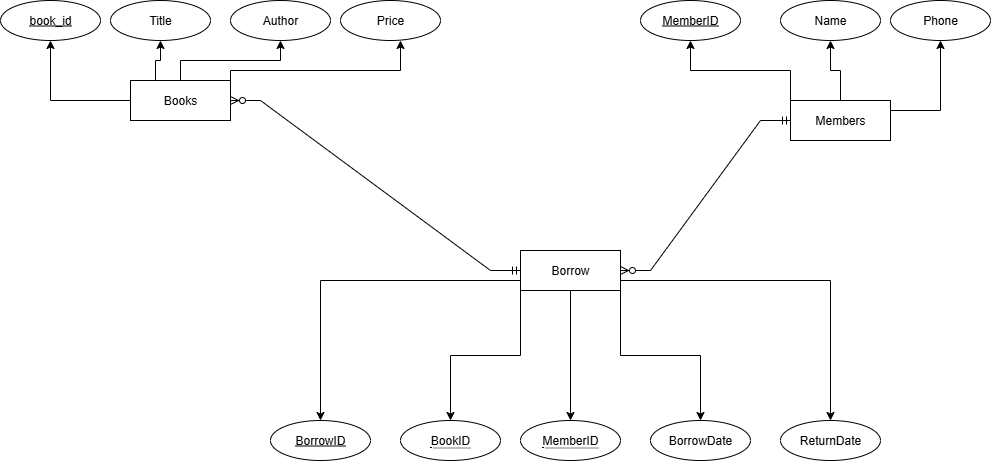 book_id
Title
Author
Price
MemberID
Name
Phone
Books
Members
Borrow
BorrowID
BookID
MemberID
BorrowDate
ReturnDate